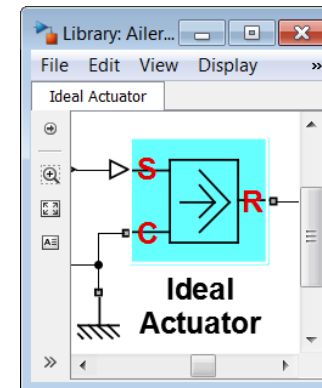 Library: Ailer...
File Edit View Display »
Ideal Actuator
S
R
C
Ideal
Actuator